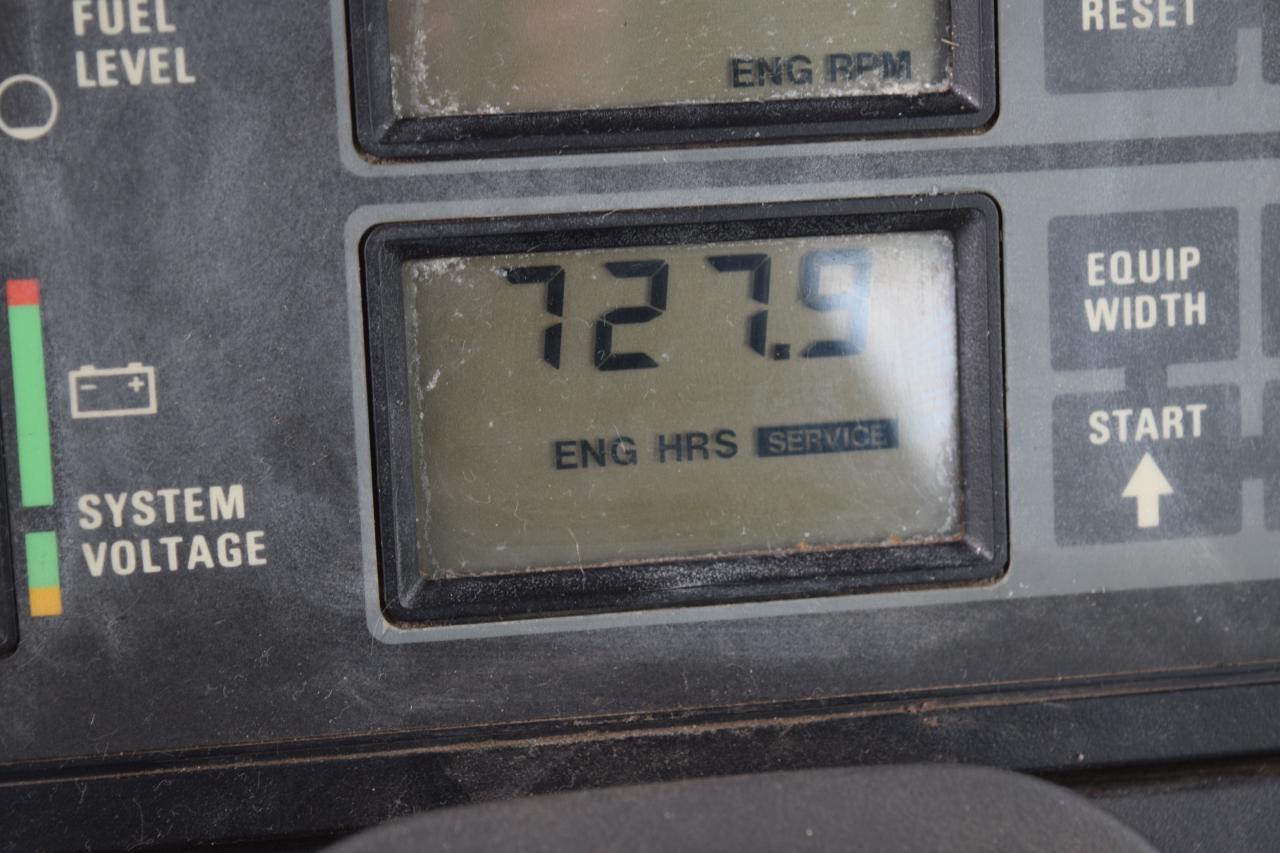 FUEL
LEVEL
ENG RPM
RESET
727.9
ENG HRS SERVICE
EQUIP
WIDTH
START
SYSTEM
VOLTAGE